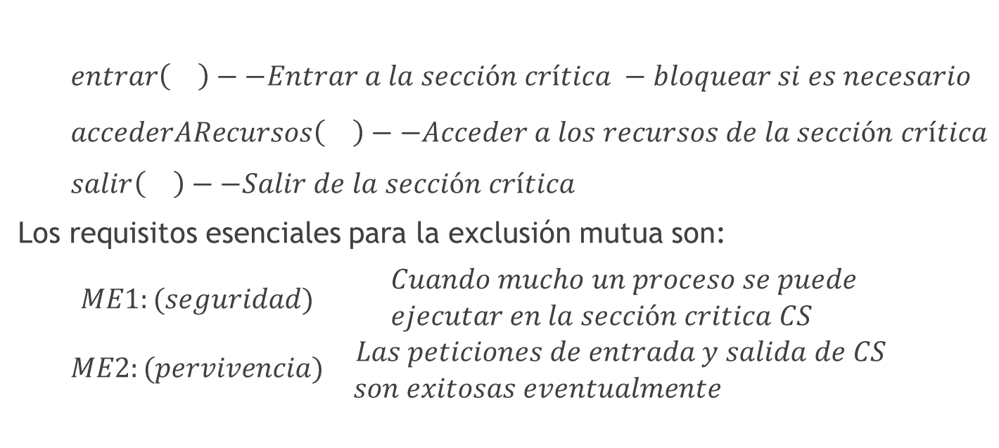 entrar( )−−Entrar a la sección crítica −bloquear si es necesario
accederARecursos( )−−Acceder a los recursos de la sección crítica
salir( )−−Salir de la sección crítica
Los requisitos esenciales para la exclusión mutua son:
ME1:(seguridad) Cuando mucho un proceso se puede
ejecutar en la sección critica CS
ME2:(pervivencia) Las peticiones de entrada y salida de CS
son exitosas eventualmente